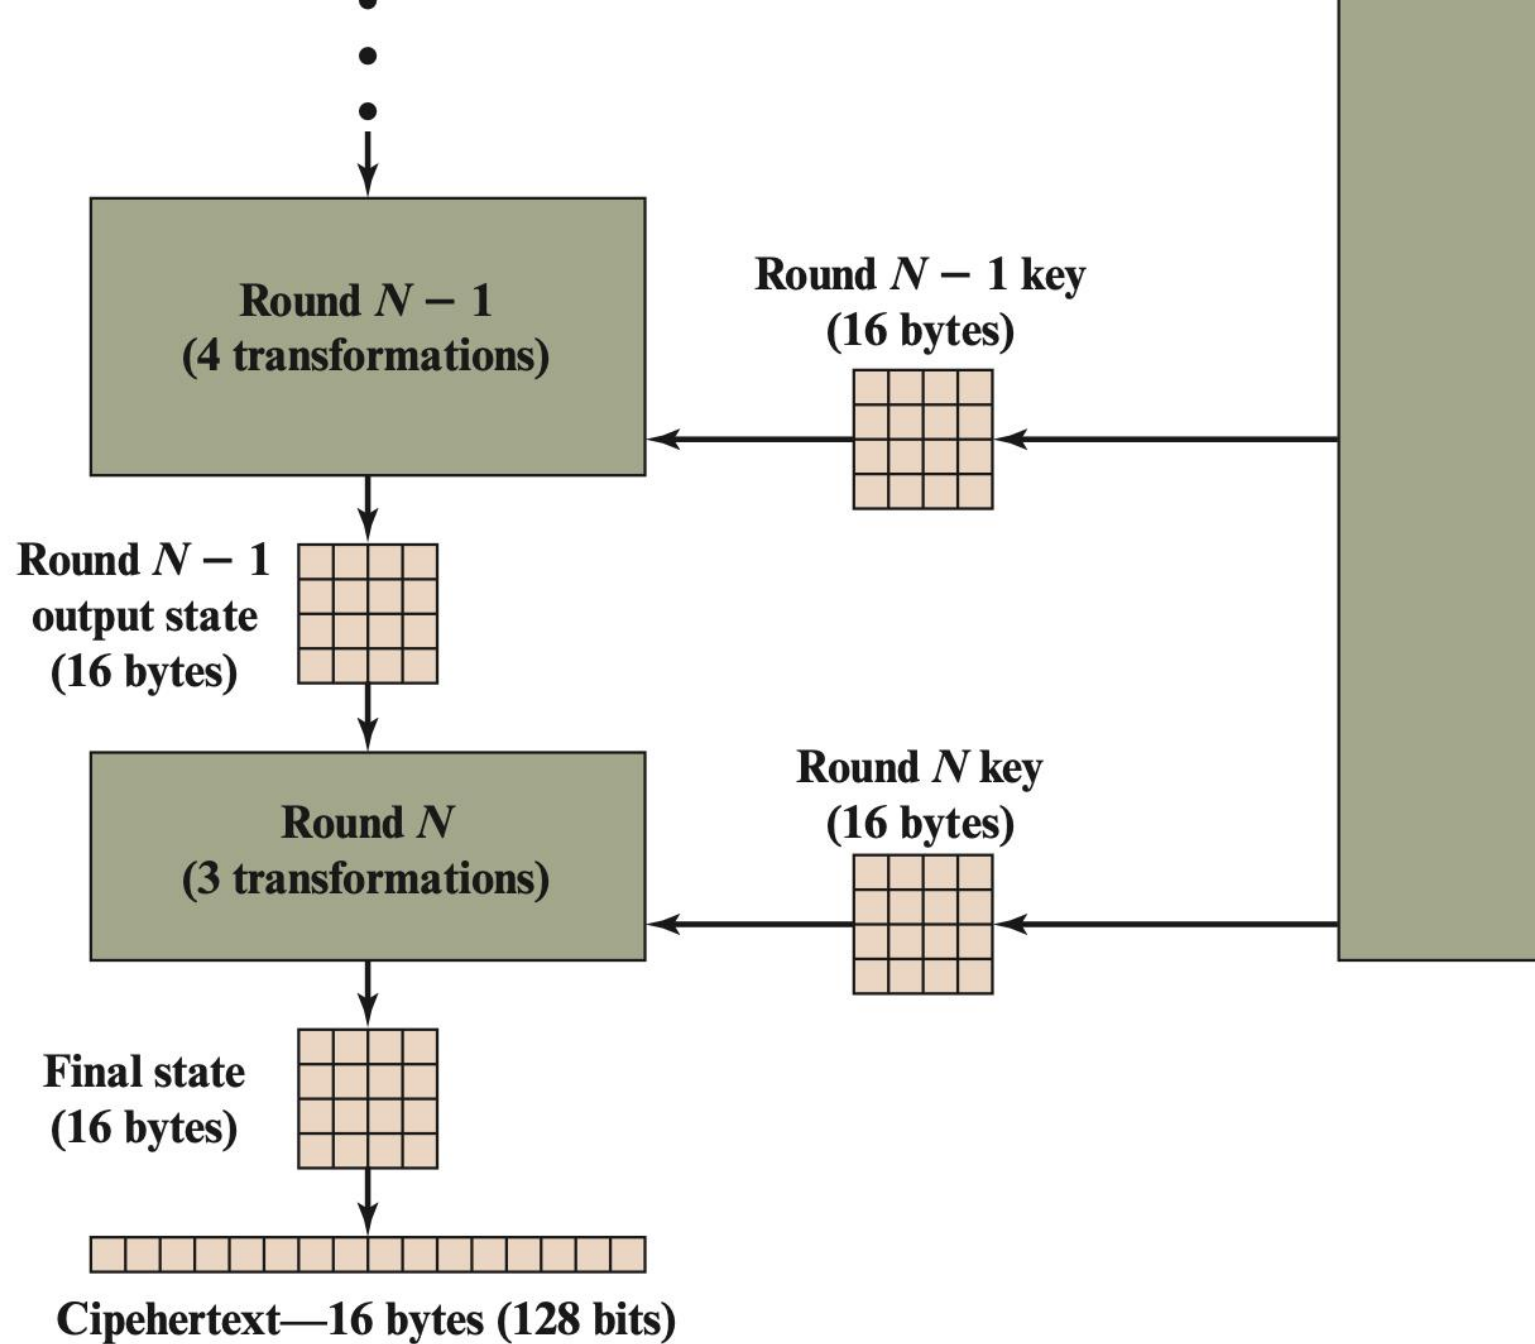 Round N − 1
(4 transformations)
Round N − 1 key
(16 bytes)
Round N − 1
output state
(16 bytes)
Round N
(3 transformations)
Round N key
(16 bytes)
Final state
(16 bytes)
Cipehertext—16 bytes (128 bits)